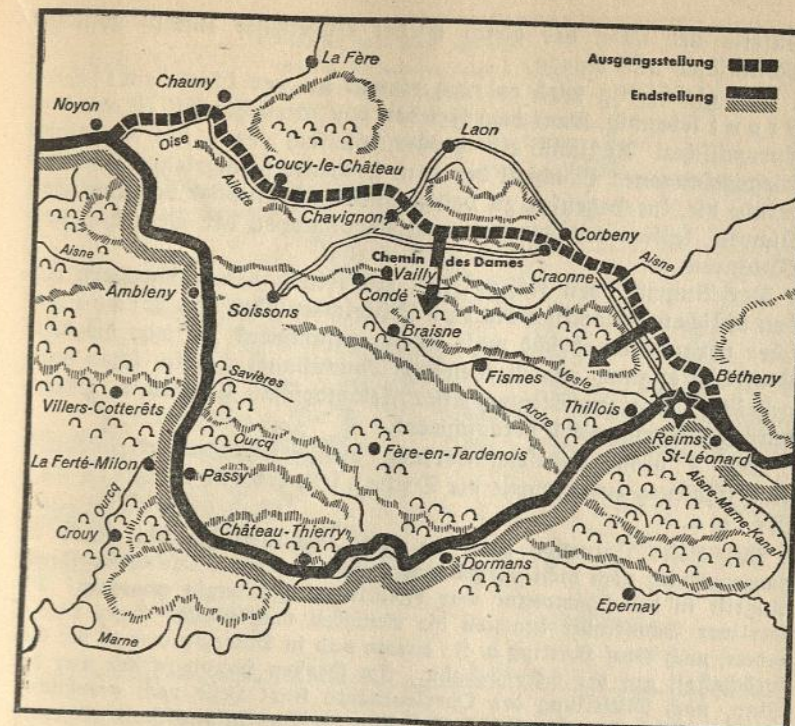 Ausgangsstellung
Endstellung
La Fère
Chauny
Noyon
Oise
Ailette
Coucy-le-Château
Laon
Chavignon
Corbeny
Aisne
Chemin des Dames
Craonne
Vailly
Aisne
Ambleny
Soissons
Condé
Braisne
Vesle
Bétheny
Fismes
Savières
Ardre
Thillois
Villers-Cotterêts
Reims
St-Léonard
Ourcq
Fère-en-Tardenois
La Ferté-Milon
Passy
Ourcq
Aisne-Marne-Kanal
Crouy
Château-Thierry
Dormans
Epernay
Marne